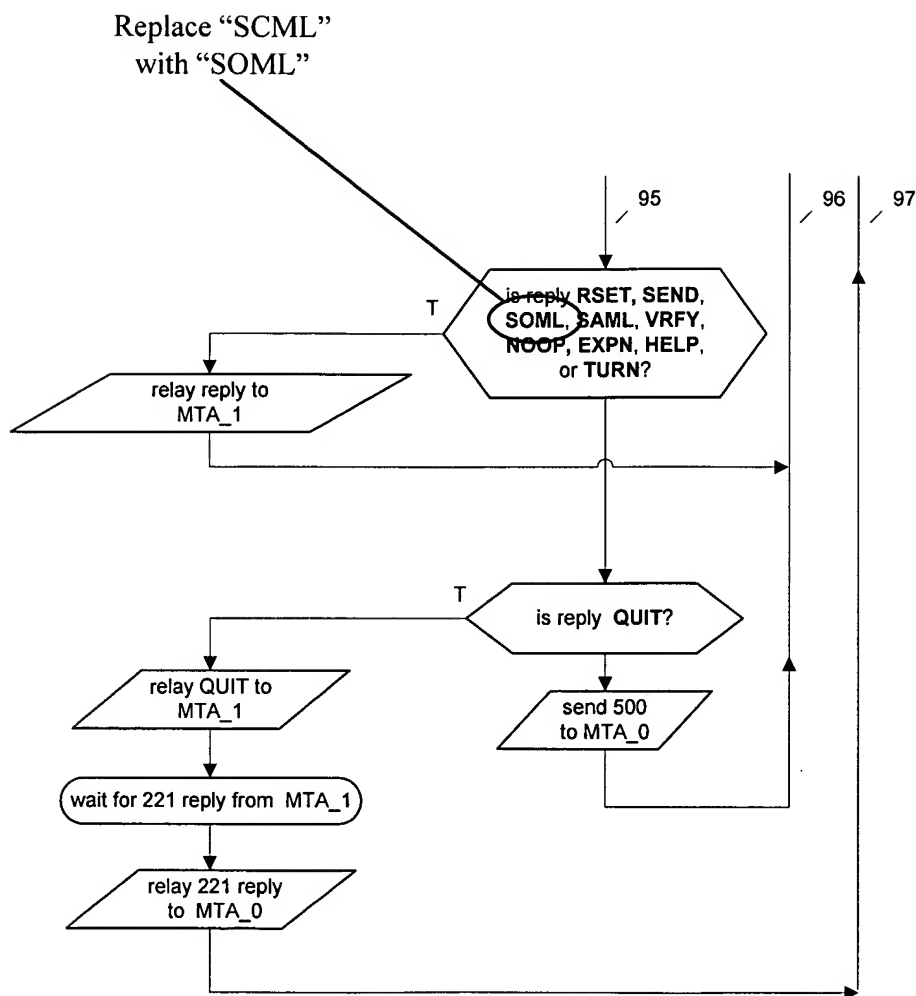 Replace “SCML”
with “SOML”
95
96
97
T
is reply RSET, SEND,
SOML, SAML, VRFY,
NOOP, EXPN, HELP,
or TURN?
relay reply to
MTA_1
T
is reply QUIT?
relay QUIT to
MTA_1
send 500
to MTA_0
wait for 221 reply from MTA_1
relay 221 reply
to MTA_0